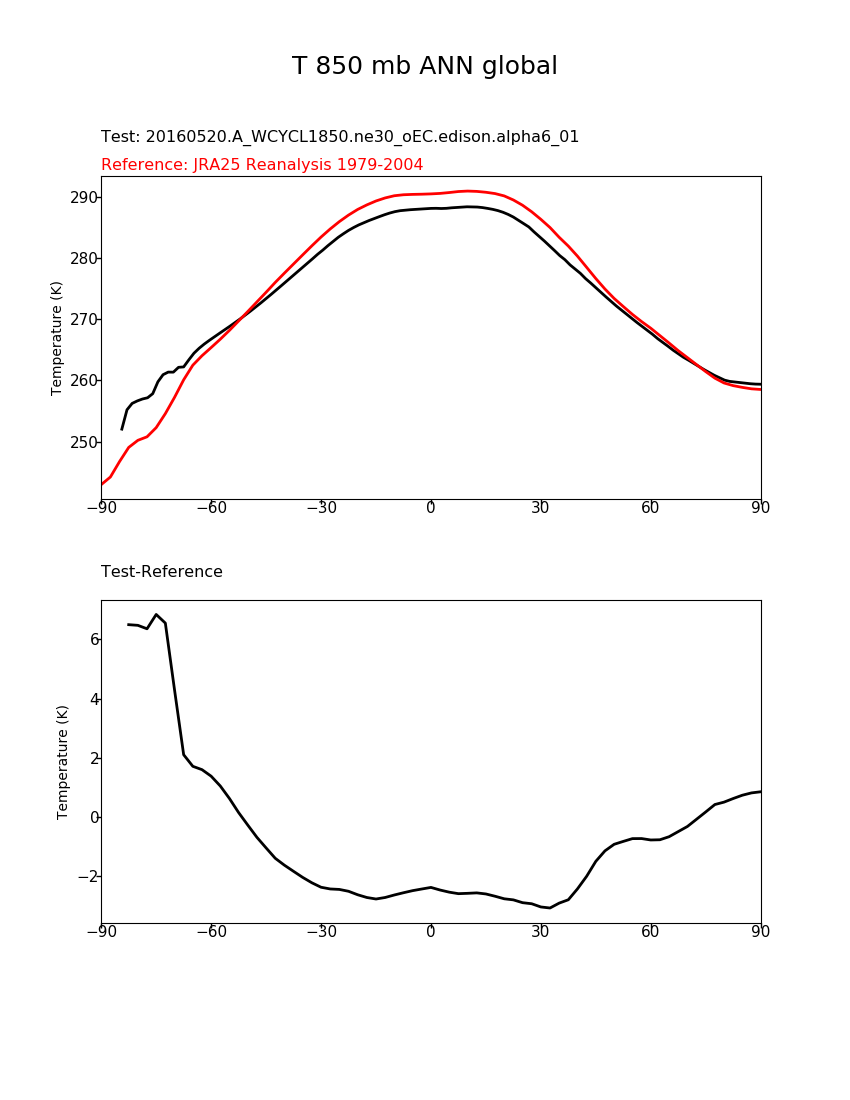 T 850 mb ANN global
Test: 20160520.A_WCYCL1850.ne30_oEC.edison.alpha6_01
Reference: JRA25 Reanalysis 1979-2004
Temperature (K)
290
280
270
260
250
−90 −60 −30 0 30 60 90
Test-Reference
Temperature (K)
6
4
2
0
−2
−90 −60 −30 0 30 60 90